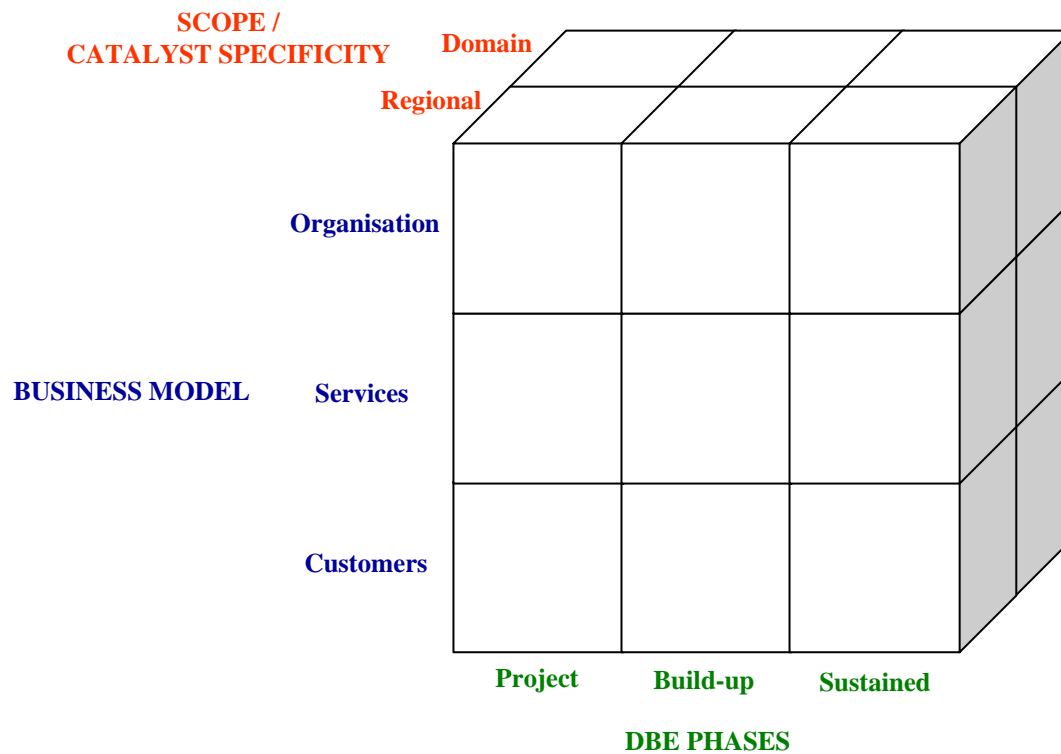 SCOPE /
CATALYST SPECIFICITY
Domain
Regional
Organisation
BUSINESS MODEL
Services
Customers
Project
Build-up
Sustained
DBE PHASES